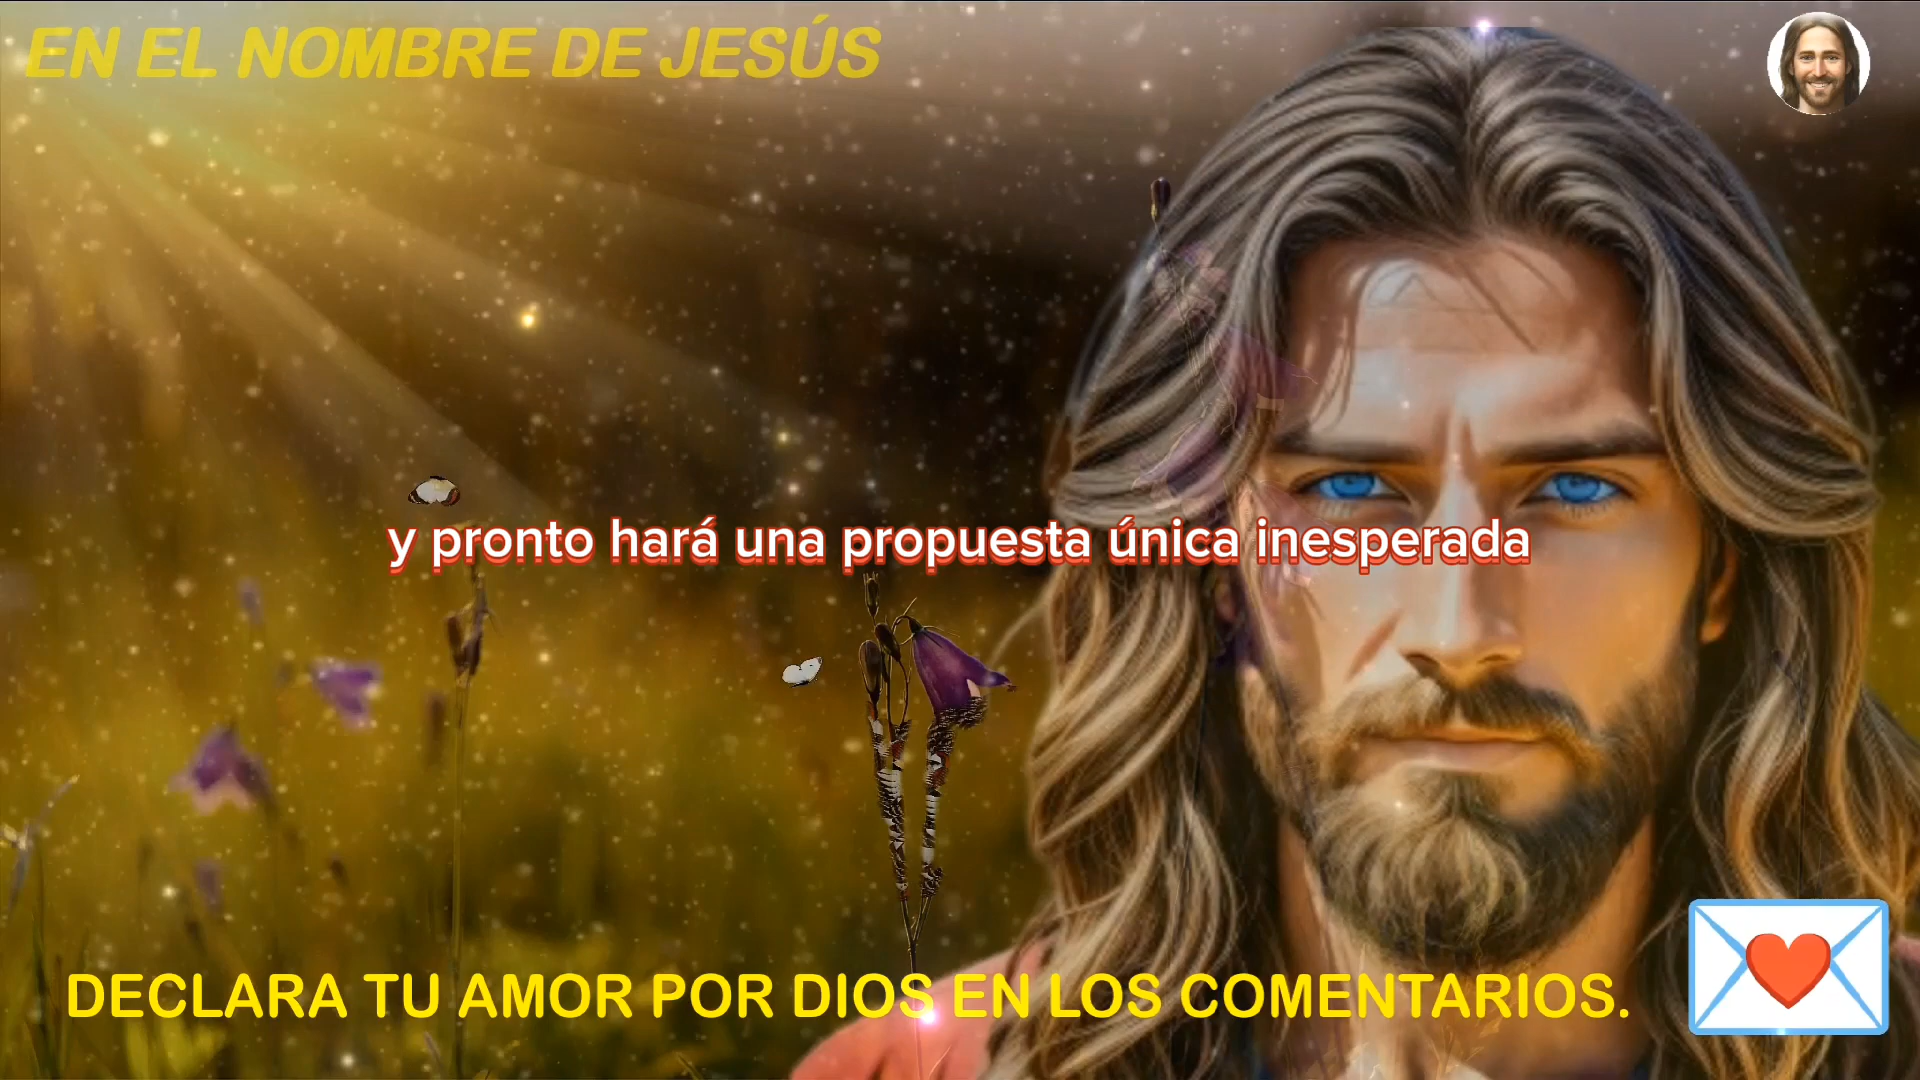 EN EL NOMBRE DE JESÚS
y pronto hará una propuesta única inesperada
DECLARA TU AMOR POR DIOS EN LOS COMENTARIOS.